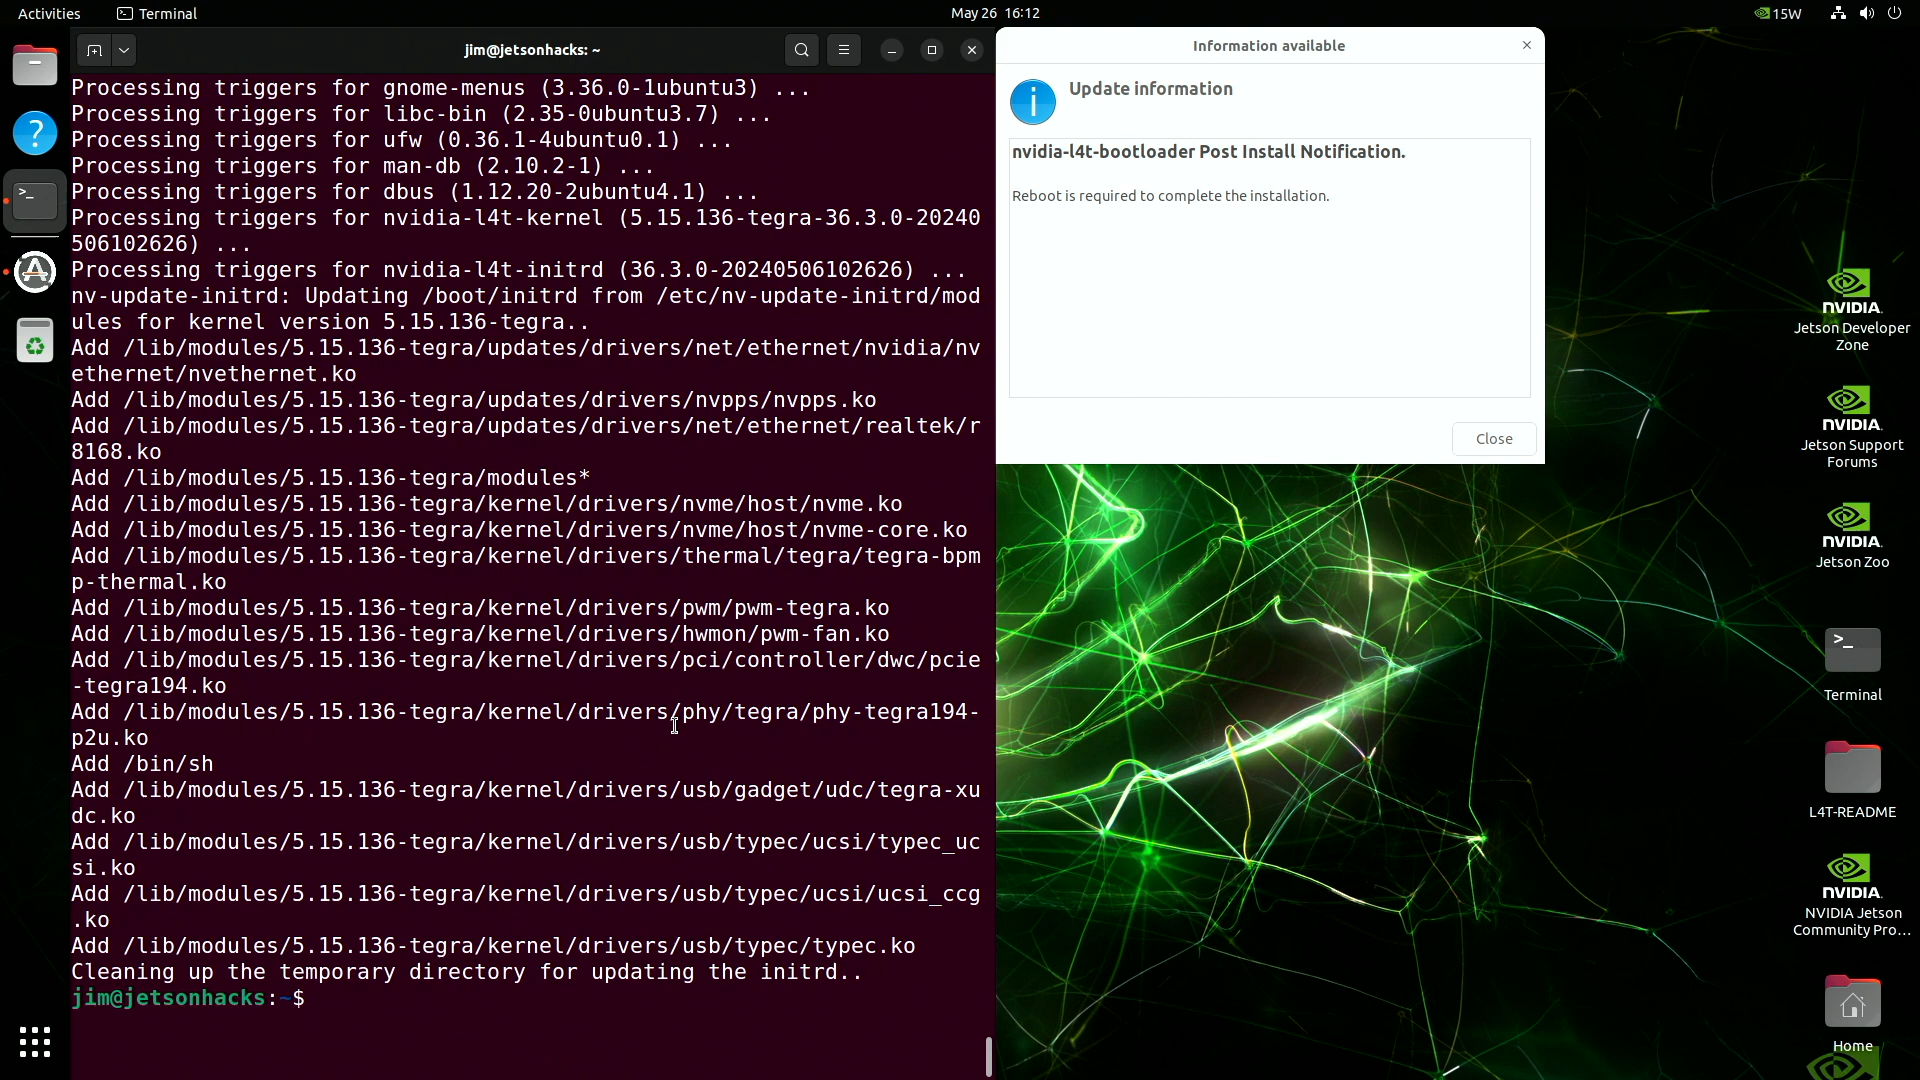 Activities
Terminal
May 26 16:12
15W
jim@jetsonhacks: ~
Processing triggers for gnome-menus (3.36.0-1ubuntu3) ...
Processing triggers for libc-bin (2.35-0ubuntu3.7) ...
Processing triggers for ufw (0.36.1-4ubuntu0.1) ...
Processing triggers for man-db (2.10.2-1) ...
Processing triggers for dbus (1.12.20-2ubuntu4.1) ...
Processing triggers for nvidia-l4t-kernel (5.15.136-tegra-36.3.0-20240
506102626) ...
Processing triggers for nvidia-l4t-initrd (36.3.0-20240506102626) ...
nv-update-initrd: Updating /boot/initrd from /etc/nv-update-initrd/mod
ules for kernel version 5.15.136-tegra..
Add /lib/modules/5.15.136-tegra/updates/drivers/net/ethernet/nvidia/nv
ethernet/nvethernet.ko
Add /lib/modules/5.15.136-tegra/updates/drivers/nvpps/nvpps.ko
Add /lib/modules/5.15.136-tegra/updates/drivers/net/ethernet/realtek/r
8168.ko
Add /lib/modules/5.15.136-tegra/modules*
Add /lib/modules/5.15.136-tegra/kernel/drivers/nvme/host/nvme.ko
Add /lib/modules/5.15.136-tegra/kernel/drivers/nvme/host/nvme-core.ko
Add /lib/modules/5.15.136-tegra/kernel/drivers/thermal/tegra/tegra-bpm
p-thermal.ko
Add /lib/modules/5.15.136-tegra/kernel/drivers/pwm/pwm-tegra.ko
Add /lib/modules/5.15.136-tegra/kernel/drivers/hwmon/pwm-fan.ko
Add /lib/modules/5.15.136-tegra/kernel/drivers/pci/controller/dwc/pcie
-tegra194.ko
Add /lib/modules/5.15.136-tegra/kernel/drivers/phy/tegra/phy-tegra194-
p2u.ko
Add /bin/sh
Add /lib/modules/5.15.136-tegra/kernel/drivers/usb/gadget/udc/tegra-xu
dc.ko
Add /lib/modules/5.15.136-tegra/kernel/drivers/usb/typec/ucsi/typec_uc
si.ko
Add /lib/modules/5.15.136-tegra/kernel/drivers/usb/typec/ucsi/ucsi_ccg
.ko
Add /lib/modules/5.15.136-tegra/kernel/drivers/usb/typec/typec.ko
Cleaning up the temporary directory for updating the initrd..
jim@jetsonhacks:~$
Information available
Update information
nvidia-l4t-bootloader Post Install Notification.
Reboot is required to complete the installation.
Close
NVIDIA.
Jetson Developer
Zone
NVIDIA.
Jetson Support
Forums
NVIDIA.
Jetson Zoo
Terminal
L4T-README
NVIDIA.
NVIDIA Jetson
Community Pro...
Home